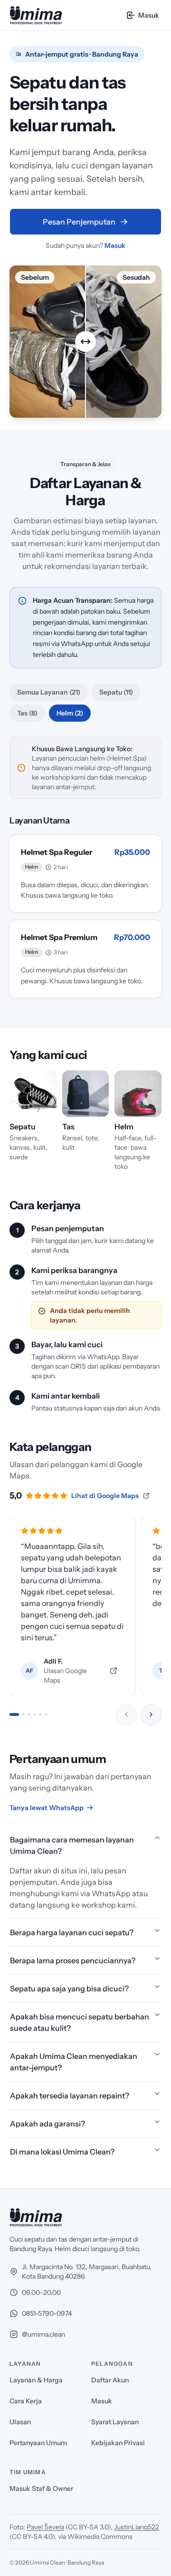 Umima
PROFESSIONAL SHOE TREATMENT
Masuk
Antar-jemput gratis · Bandung Raya
Sepatu dan tas
bersih tanpa
keluar rumah.
Kami jemput barang Anda, periksa
kondisinya, lalu cuci dengan layanan
yang paling sesuai. Setelah bersih,
kami antar kembali.
Pesan Penjemputan
Sudah punya akun? Masuk
Sebelum
Sesudah
Transparan & Jelas
Daftar Layanan &
Harga
Gambaran estimasi sebelum Anda memesan.
Anda tidak perlu bingung memilih layanan
saat memesan: kurir kami menjemput dan
tim ahli kami memeriksa sebelum
merekomendasikan layanan terbaik.
Harga Acuan Transparan: Semua harga
di bawah adalah patokan baku. Sebelum
pengerjaan dimulai, kami mengirimkan
rincian kondisi barang dan total tagihan
resmi via WhatsApp untuk Anda setujui
terlebih dahulu.
Semua Layanan (21)
Sepatu (11)
Tas (8)
Helm (2)
Khusus Bawa Langsung ke Toko:
Layanan pencucian helm (Helmet Spa)
hanya dilayani melalui drop-off langsung
ke workshop kami dan tidak mencakup
layanan antar-jemput.
Layanan Utama
Helmet Spa Reguler
Rp35.000
Helm
2 hari
Busa dalam dilepas, dicuci, dan dikeringkan.
Khusus bawa langsung ke toko.
Helmet Spa Premium
Rp70.000
Helm
3 hari
Cuci menyeluruh plus disinfeksi dan
pewangi. Khusus bawa langsung ke toko.
Yang kami cuci
Sepatu
Sneakers,
kanvas, kulit,
suede
Tas
Ransel, tote,
kulit
Helm
Half-face, full-
face · bawa
langsung ke
toko
Cara kerjanya
1
Pesan penjemputan
Pilih tanggal dan jam, kurir kami datang ke
alamat Anda.
2
Kami periksa barangnya
Tim kami menentukan layanan dan harga
setelah melihat kondisi setiap barang.
Anda tidak perlu memilih
layanan.
3
Bayar, lalu kami cuci
Tagihan dikirim via WhatsApp. Bayar
dengan scan QRIS dari aplikasi pembayaran
apa pun.
4
Kami antar kembali
Pantau statusnya kapan saja dari akun Anda.
Kata pelanggan
Ulasan dari pelanggan kami di Google
Maps.
5,0
Lihat di Google Maps
“Muaaanntapp. Gila sih,
sepatu yang udah belepotan
lumpur bisa balik jadi kayak
baru cuma di Umimma.
Nggak ribet, cepet selesai,
sama orangnya friendly
banget. Seneng deh, jadi
pengen cuci semua sepatu di
sini terus.”
AF
Adli F.
Ulasan Google
Maps
Pertanyaan umum
Masih ragu? Ini jawaban dari pertanyaan
yang sering ditanyakan.
Tanya lewat WhatsApp
Bagaimana cara memesan layanan
Umima Clean?
Daftar akun di situs ini, lalu pesan
penjemputan. Anda juga bisa
menghubungi kami via WhatsApp atau
datang langsung ke workshop kami.
Berapa harga layanan cuci sepatu?
Berapa lama proses pencuciannya?
Sepatu apa saja yang bisa dicuci?
Apakah bisa mencuci sepatu berbahan
suede atau kulit?
Apakah Umima Clean menyediakan
antar-jemput?
Apakah tersedia layanan repaint?
Apakah ada garansi?
Di mana lokasi Umima Clean?
Umima
PROFESSIONAL SHOE TREATMENT
Cuci sepatu dan tas dengan antar-jemput di
Bandung Raya. Helm dicuci langsung di toko.
Jl. Margacinta No. 132, Margasari, Buahbatu,
Kota Bandung 40286
09.00–20.00
0851-5790-0974
@umima.clean
LAYANAN
Layanan & Harga
Cara Kerja
Ulasan
Pertanyaan Umum
PELANGGAN
Daftar Akun
Masuk
Syarat Layanan
Kebijakan Privasi
TIM UMIMA
Masuk Staf & Owner
Foto: Pavel Ševela (CC BY-SA 3.0), JustinLiang522
(CC BY-SA 4.0), via Wikimedia Commons
© 2026 Umima Clean · Bandung Raya